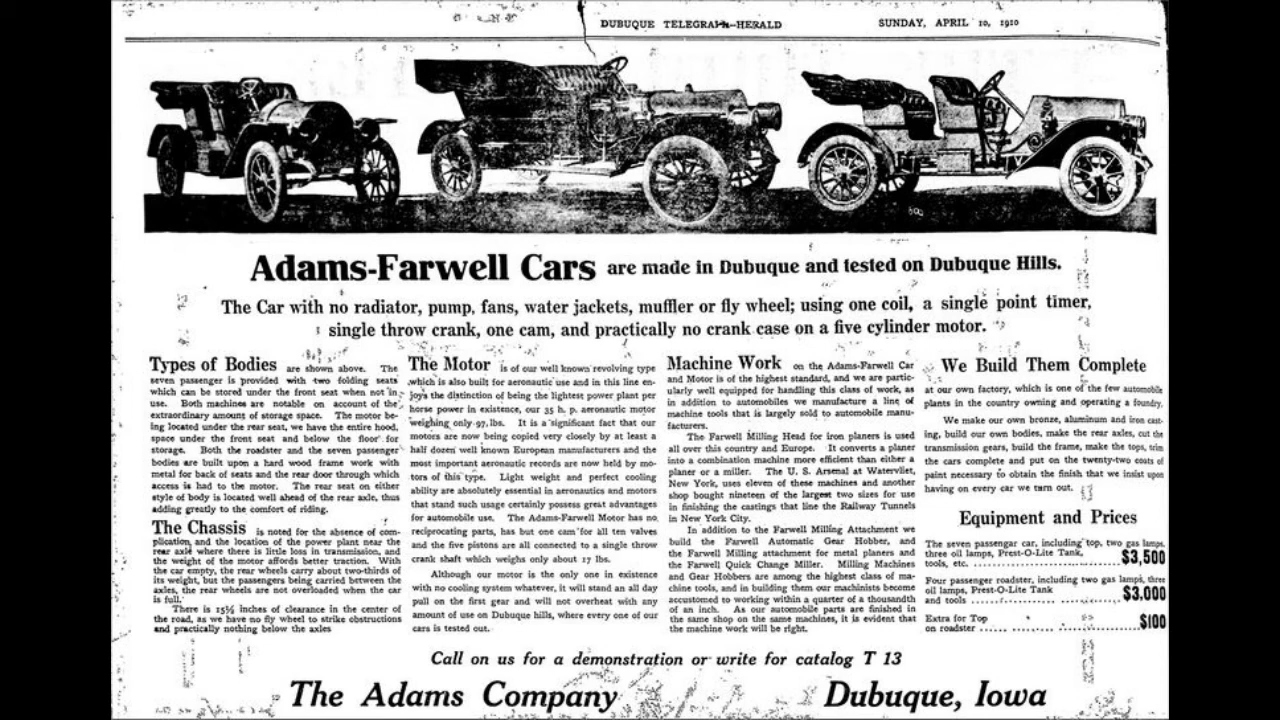 DUBUQUE TELEGRAPH-HERALD
SUNDAY, APRIL 10, 1910
Adams-Farwell Cars are made in Dubuque and tested on Dubuque Hills.
The Car with no radiator, pump, fans, water jackets, muffler or fly wheel; using one coil, a single point timer,
single throw crank, one cam, and practically no crank case on a five cylinder motor.
Types of Bodies are shown above. The
seven passenger is provided with two folding seats
which can be stored under the front seat when not in
use. Both machines are notable on account of the
extraordinary amount of storage space. The motor be-
ing located under the rear seat, we have the entire hood,
space under the front seat and below the floor for
storage. Both the roadster and the seven passenger
bodies are built upon a hard wood frame work with
metal for back of seats and the rear door through which
access is had to the motor. The rear seat on either
style of body is located well ahead of the rear axle, thus
adding greatly to the comfort of riding.
The Chassis is noted for the absence of com-
plication, and the location of the power plant near the
rear axle where there is little loss in transmission, and
the weight of the motor affords better traction. With
the car empty, the rear wheels carry about two-thirds of
its weight, but the passengers being carried between the
axles, the rear wheels are not overloaded when the car
is full.
There is 15½ inches of clearance in the center of
the road, as we have no fly wheel to strike obstructions
and practically nothing below the axles
The Motor is of our well known revolving type
which is also built for aeronautic use and in this line en-
joys the distinction of being the lightest power plant per
horse power in existence, our 35 h. p. aeronautic motor
weighing only 97 lbs. It is a significant fact that our
motors are now being copied very closely by at least a
half dozen well known European manufacturers and the
most important aeronautic records are now held by mo-
tors of this type. Light weight and perfect cooling
ability are absolutely essential in aeronautics and motors
that stand such usage certainly possess great advantages
for automobile use. The Adams-Farwell Motor has no
reciprocating parts, has but one cam for all ten valves
and the five pistons are all connected to a single throw
crank shaft which weighs only about 17 lbs.
Although our motor is the only one in existence
with no cooling system whatever, it will stand an all day
pull on the first gear and will not overheat with any
amount of use on Dubuque hills, where every one of our
cars is tested out.
Machine Work on the Adams-Farwell Car
and Motor is of the highest standard, and we are partic-
ularly well equipped for handling this class of work, as
in addition to automobiles we manufacture a line of
machine tools that is largely sold to automobile manu-
facturers.
The Farwell Milling Head for iron planers is used
all over this country and Europe. It converts a planer
into a combination machine more efficient than either a
planer or a miller. The U. S. Arsenal at Watervliet,
New York, uses eleven of these machines and another
shop bought nineteen of the largest two sizes for use
in finishing the castings that line the Railway Tunnels
in New York City.
In addition to the Farwell Milling Attachment we
build the Farwell Automatic Gear Hobber, and
the Farwell Milling attachment for metal planers and
the Farwell Quick Change Miller. Milling Machines
and Gear Hobbers are among the highest class of ma-
chine tools, and in building them our machinists become
accustomed to working within a quarter of a thousandth
of an inch. As our automobile parts are finished in
the same shop on the same machines, it is evident that
the machine work will be right.
We Build Them Complete
at our own factory, which is one of the few automobile
plants in the country owning and operating a foundry.
We make our own bronze, aluminum and iron cast-
ing, build our own bodies, make the rear axles, cut the
transmission gears, build the frame, make the tops, trim
the cars complete and put on the twenty-two coats of
paint necessary to obtain the finish that we insist upon
having on every car we turn out.
Equipment and Prices
The seven passengar car, including top, two gas lamps,
three oil lamps, Prest-O-Lite Tank,
tools, etc. $3,500
Four passenger roadster, including two gas lamps, three
oil lamps, Prest-O-Lite Tank
and tools $3,000
Extra for Top
on roadster $100
Call on us for a demonstration or write for catalog T 13
The Adams Company Dubuque, Iowa